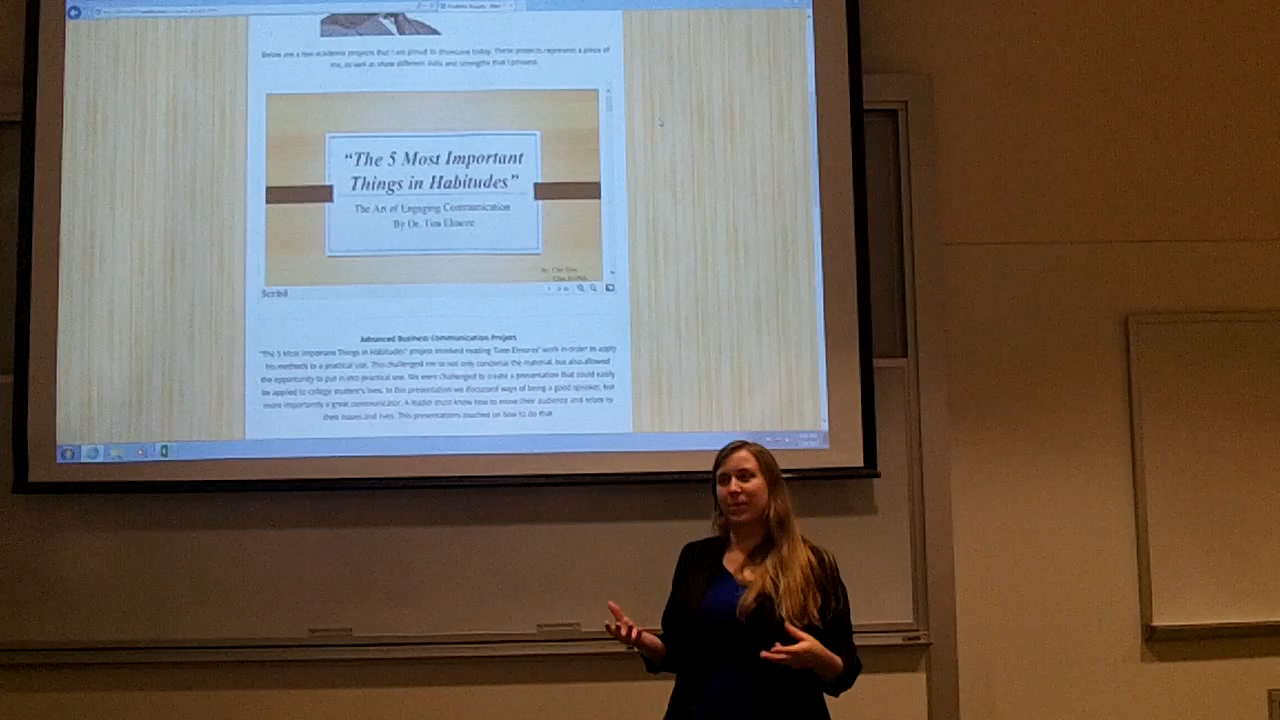 Below are a few academic projects that I am proud to showcase today. These projects represent a piece of
me, as well as show different skills and strengths that I possess.
“The 5 Most Important
Things in Habitudes”
The Art of Engaging Communication
By Dr. Tim Elmore
by:
Scribd
Advanced Business Communication Project
"The 5 Most Important Things in Habitudes" project involved reading Elmores' work in order to apply
his methods to a practical use. This challenged me to not only condense the material, but also allowed
the opportunity to put in into practical use. We were challenged to create a presentation that could easily
be applied to college student's lives. In this presentation we discussed ways of being a good speaker, but
more importantly a great communicator. A leader must know how to move their audience and relate to
their issues and lives. This presentations touched on how to do that.